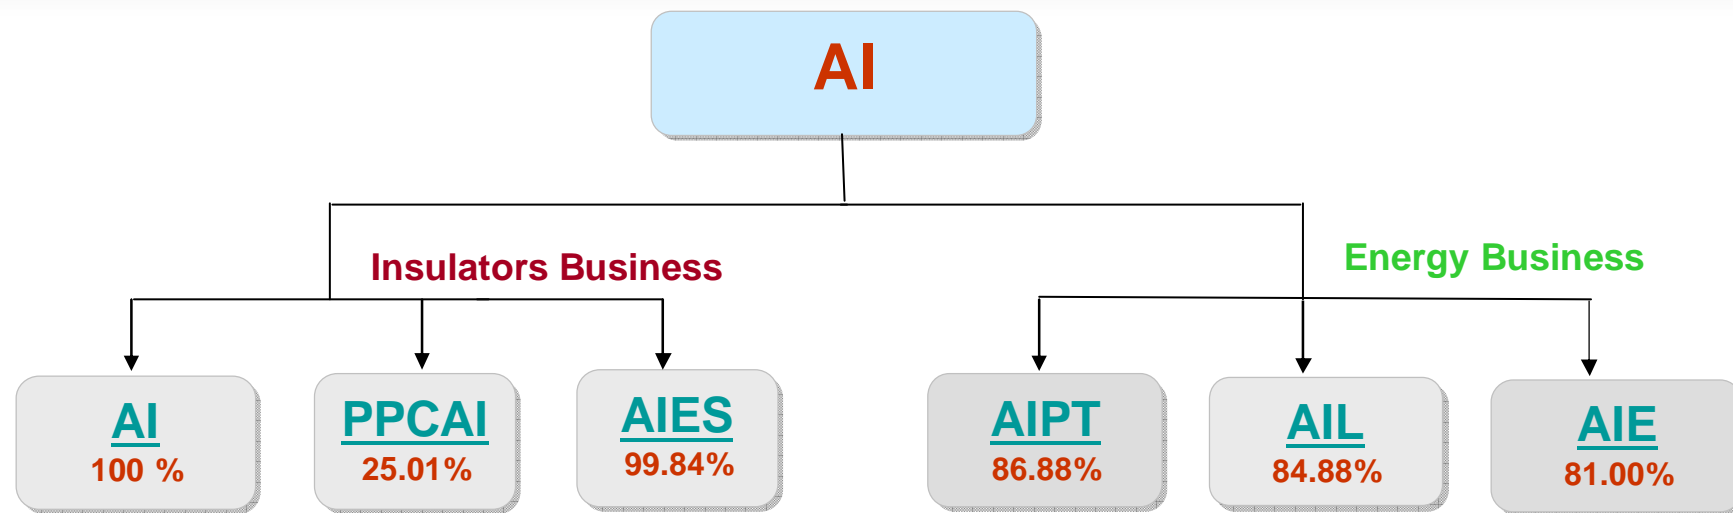 AI
Insulators Business
Energy Business
AI
100 %
PPCAI
25.01%
AIES
99.84%
AIPT
86.88%
AIL
84.88%
AIE
81.00%